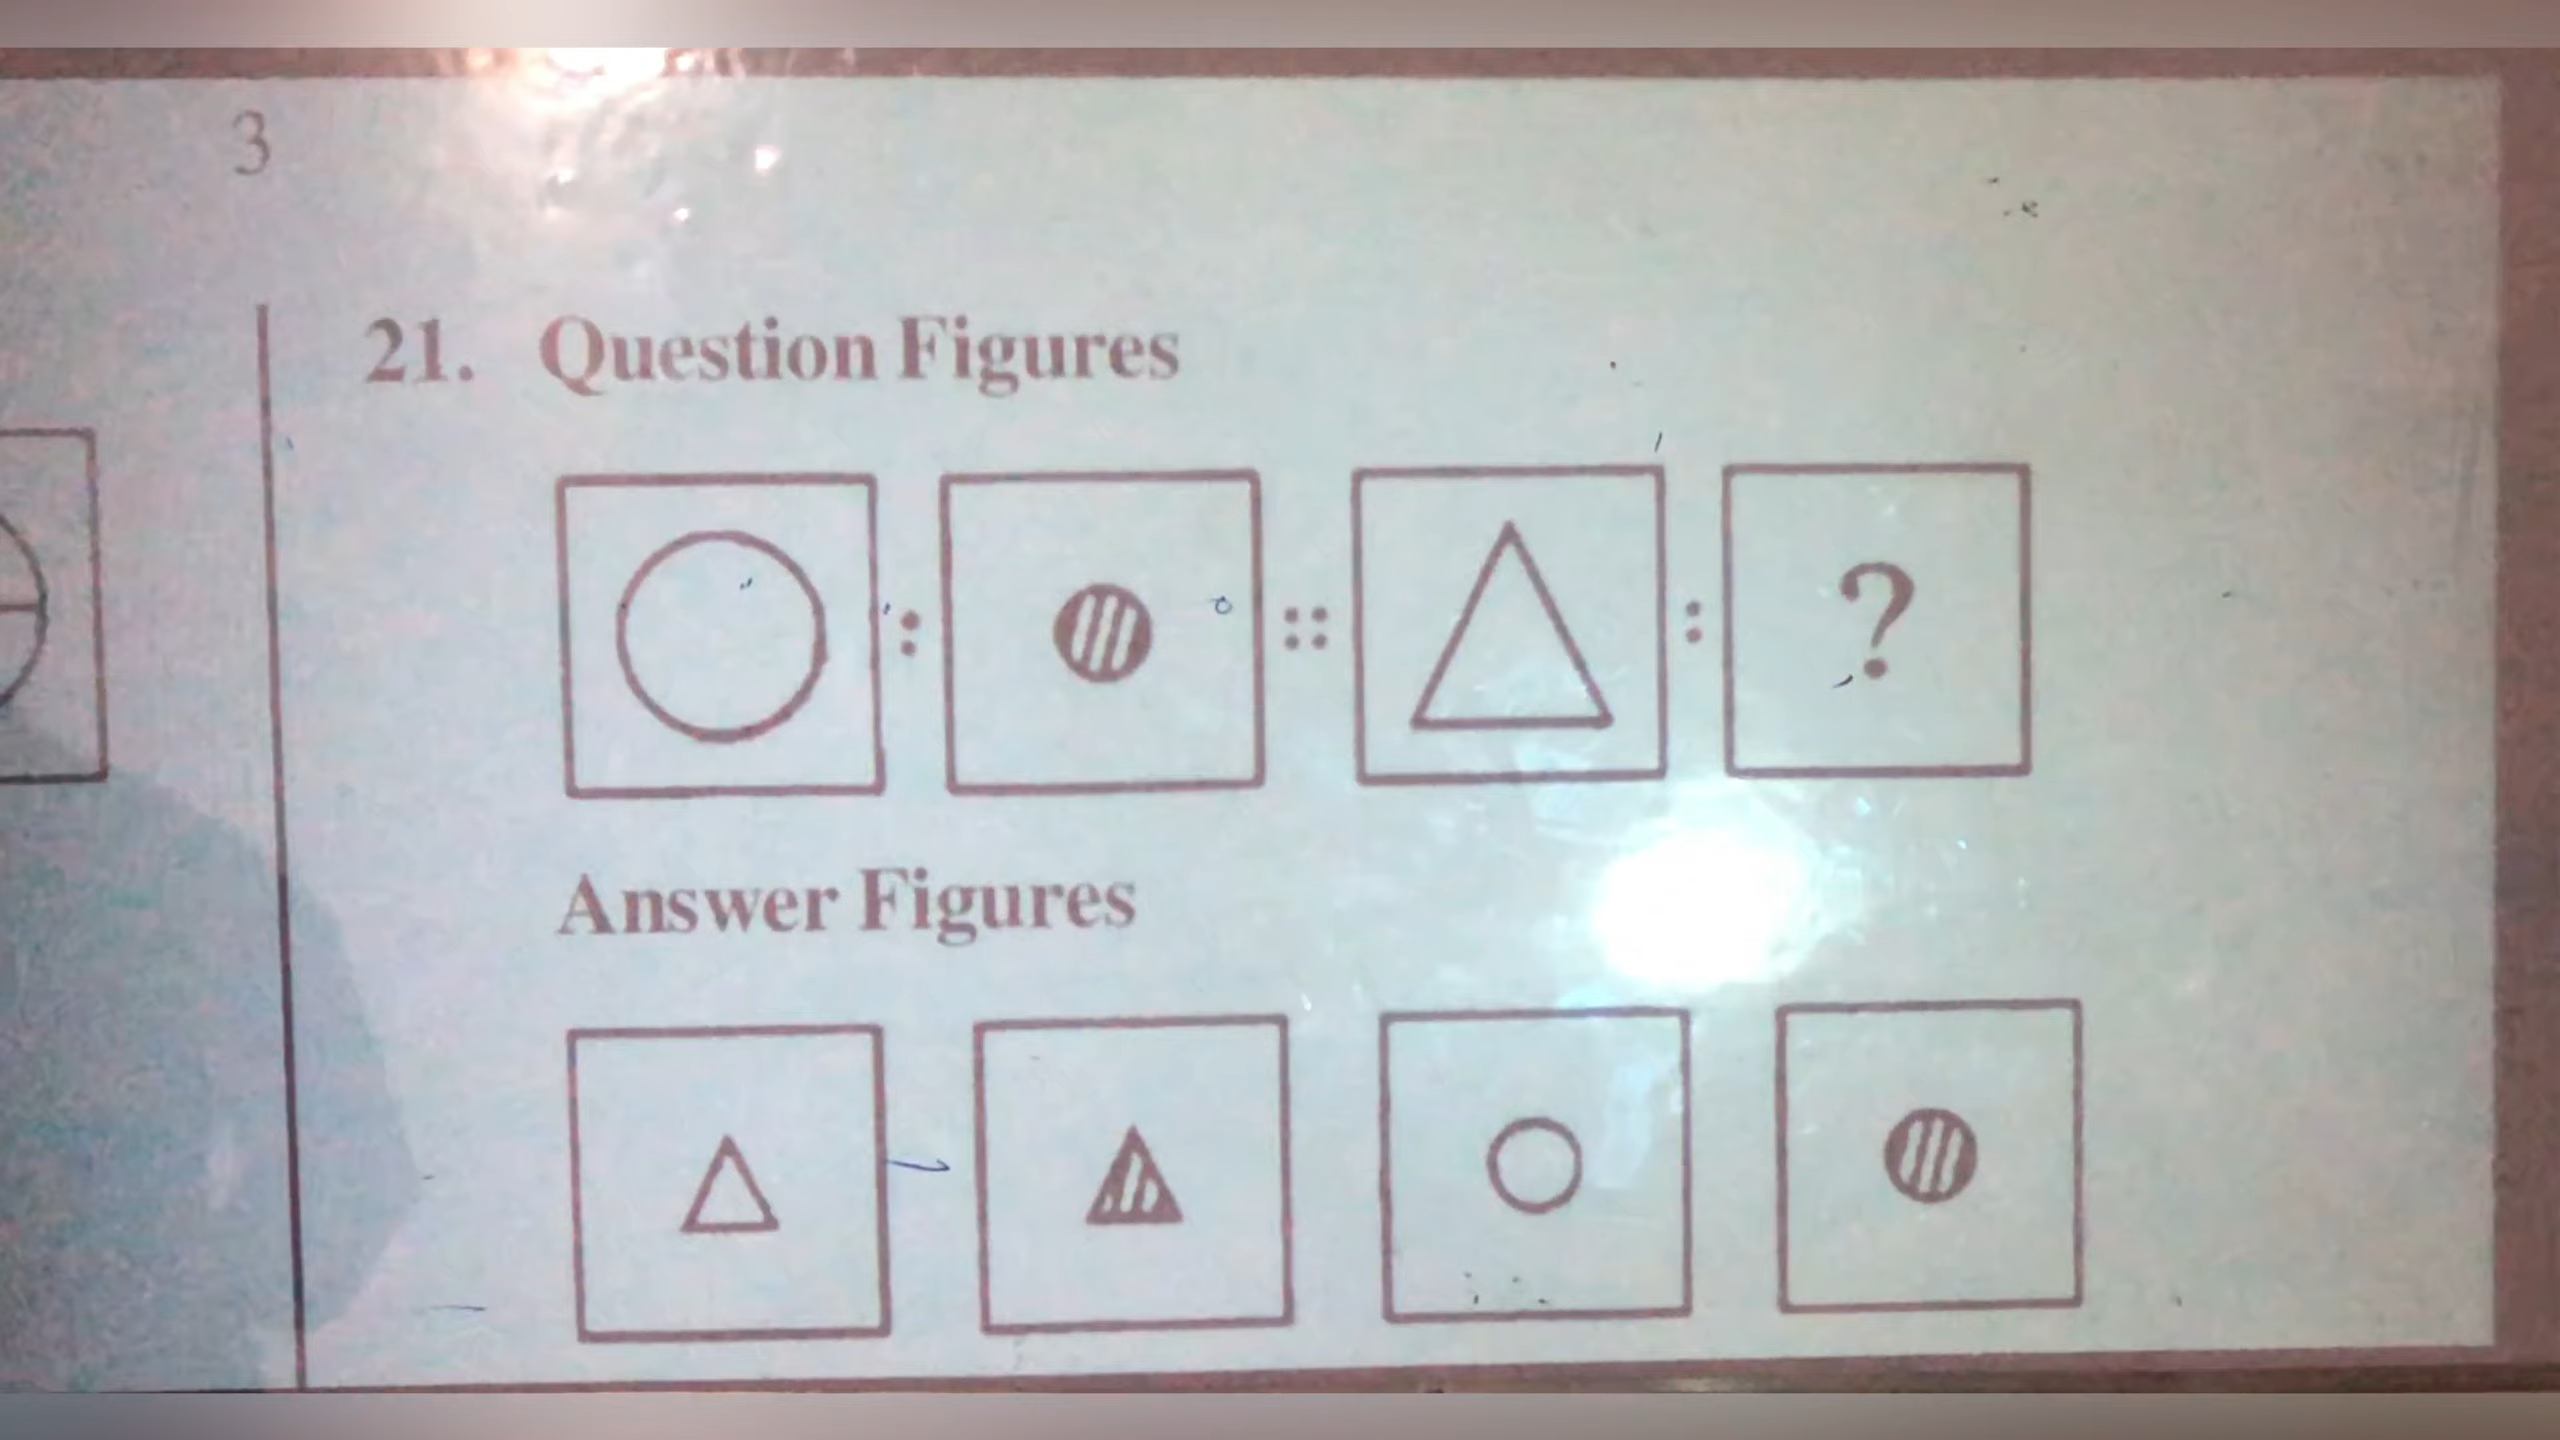 3
21. Question Figures
: :: : ?
Answer Figures